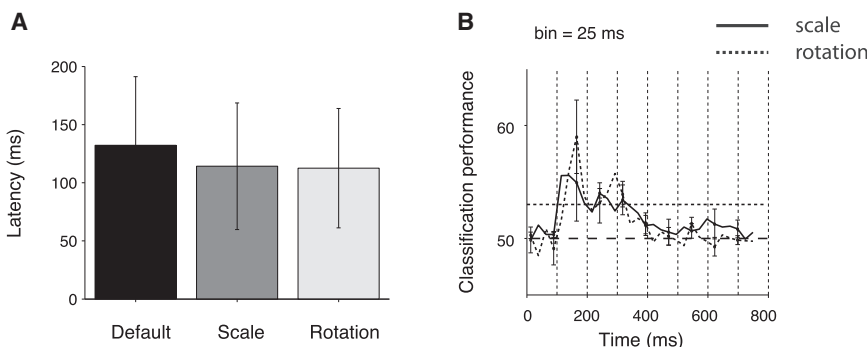 A
Latency (ms)
200
150
100
50
0
Default Scale Rotation
B
bin = 25 ms
scale
rotation
Classification performance
60
50
0 200 400 600 800
Time (ms)